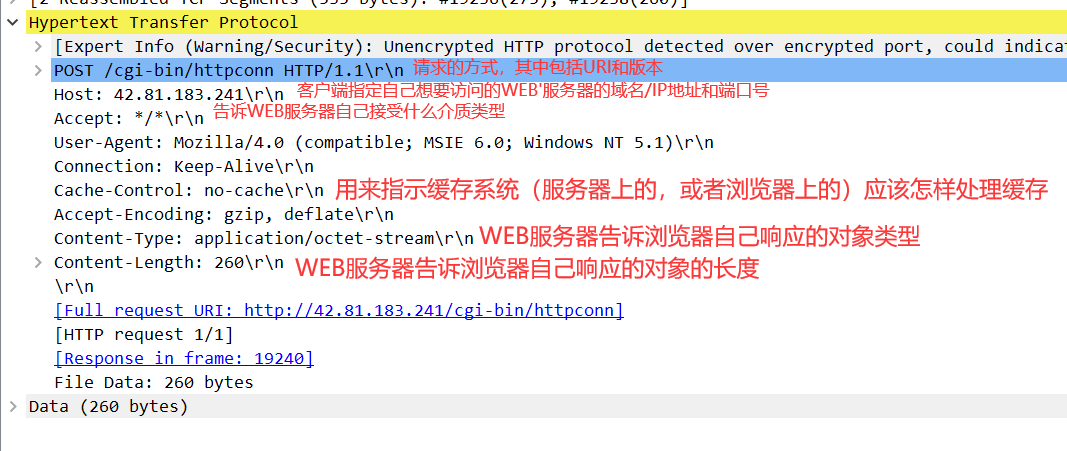 [2 Reassembled TCP Segments (535 bytes): #19236(275), #19238(260)]
Hypertext Transfer Protocol
[Expert Info (Warning/Security): Unencrypted HTTP protocol detected over encrypted port, could indicat
POST /cgi-bin/httpconn HTTP/1.1\r\n 请求的方式，其中包括URI和版本
Host: 42.81.183.241\r\n 客户端指定自己想要访问的WEB'服务器的域名/IP地址和端口号
Accept: */*\r\n 告诉WEB服务器自己接受什么介质类型
User-Agent: Mozilla/4.0 (compatible; MSIE 6.0; Windows NT 5.1)\r\n
Connection: Keep-Alive\r\n
Cache-Control: no-cache\r\n 用来指示缓存系统（服务器上的，或者浏览器上的）应该怎样处理缓存
Accept-Encoding: gzip, deflate\r\n
Content-Type: application/octet-stream\r\n WEB服务器告诉浏览器自己响应的对象类型
Content-Length: 260\r\n WEB服务器告诉浏览器自己响应的对象的长度
\r\n
[Full request URI: http://42.81.183.241/cgi-bin/httpconn]
[HTTP request 1/1]
[Response in frame: 19240]
File Data: 260 bytes
Data (260 bytes)